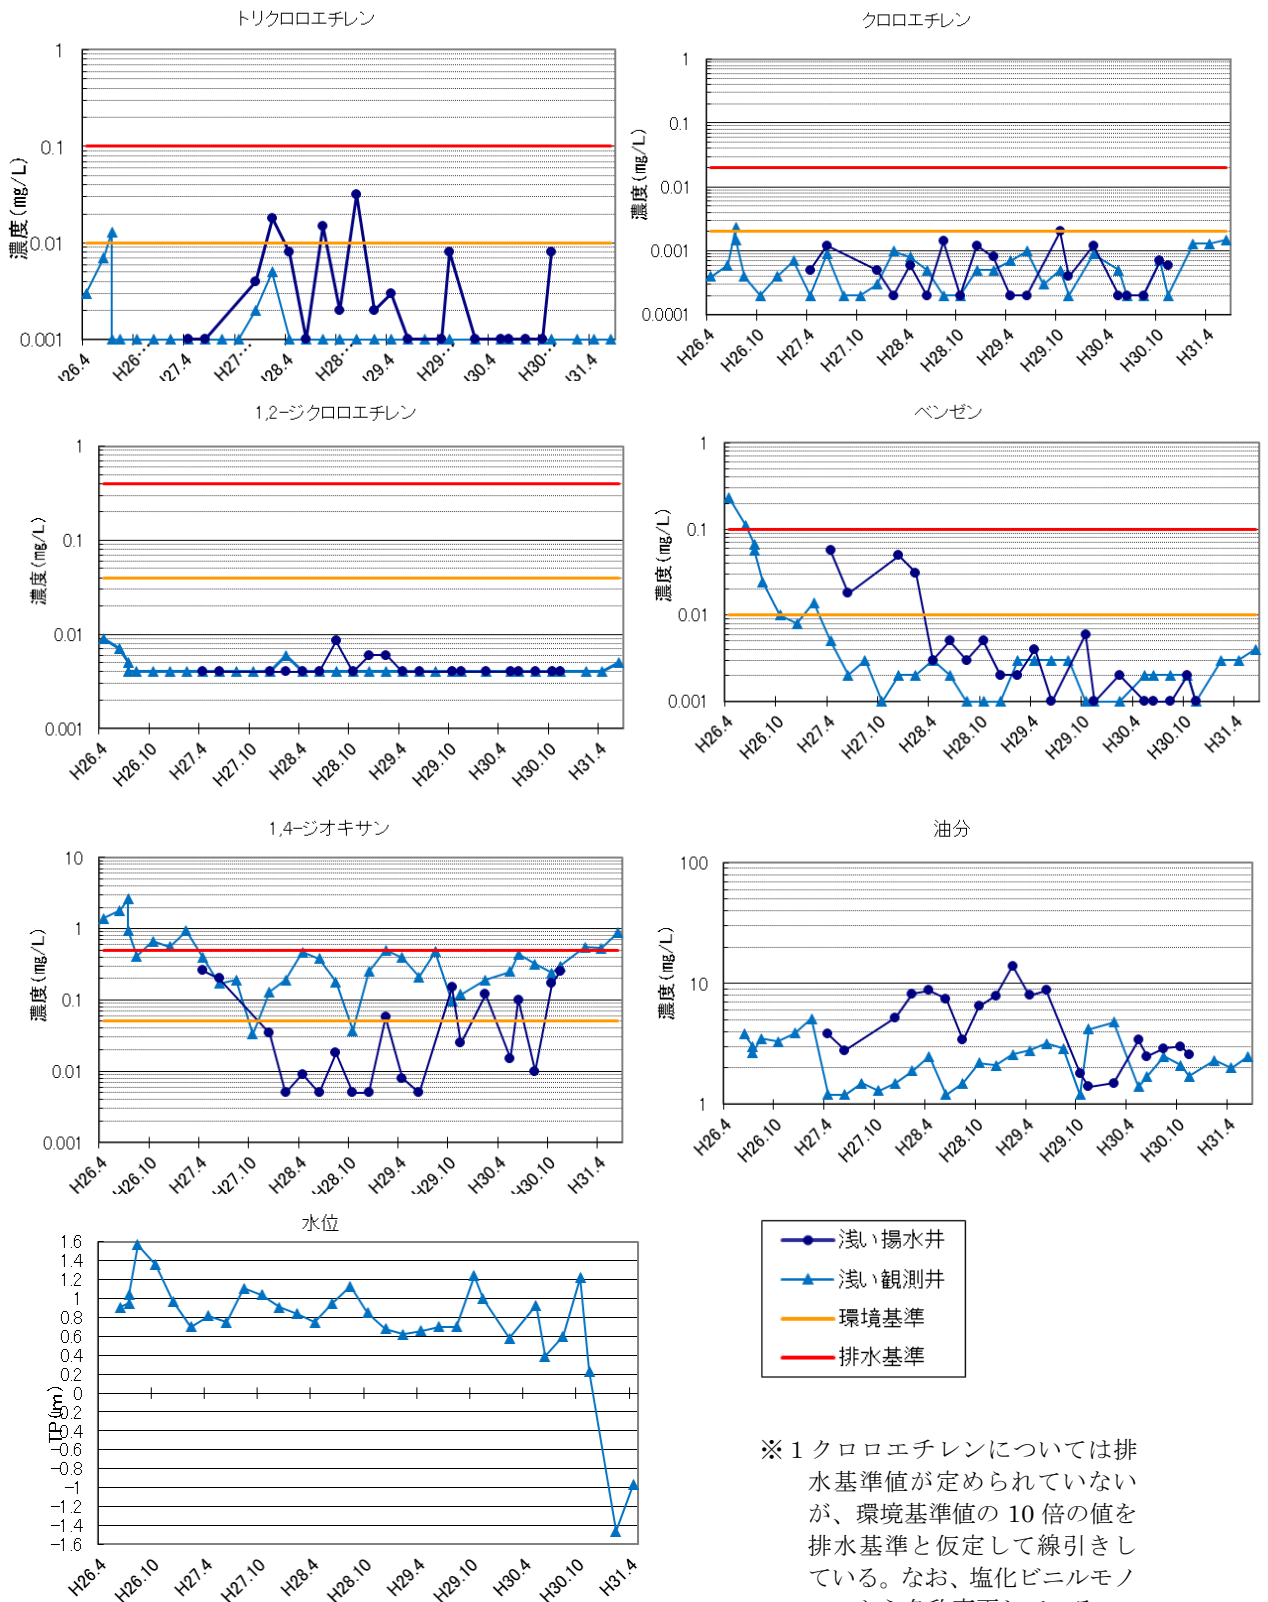 トリクロロエチレン
濃度(mg/L)
1
0.1
0.01
0.001
H26.4 H26… H27.4 H27… H28.4 H28… H29.4 H29… H30.4 H30… H31.4
クロロエチレン
濃度(mg/L)
1
0.1
0.01
0.001
0.0001
H26.4 H26.10 H27.4 H27.10 H28.4 H28.10 H29.4 H29.10 H30.4 H30.10 H31.4
1,2-ジクロロエチレン
濃度(mg/L)
1
0.1
0.01
0.001
H26.4 H26.10 H27.4 H27.10 H28.4 H28.10 H29.4 H29.10 H30.4 H30.10 H31.4
ベンゼン
濃度(mg/L)
1
0.1
0.01
0.001
H26.4 H26.10 H27.4 H27.10 H28.4 H28.10 H29.4 H29.10 H30.4 H30.10 H31.4
1,4-ジオキサン
濃度(mg/L)
10
1
0.1
0.01
0.001
H26.4 H26.10 H27.4 H27.10 H28.4 H28.10 H29.4 H29.10 H30.4 H30.10 H31.4
油分
濃度(mg/L)
100
10
1
H26.4 H26.10 H27.4 H27.10 H28.4 H28.10 H29.4 H29.10 H30.4 H30.10 H31.4
水位
TP(m)
1.6
1.4
1.2
1
0.8
0.6
0.4
0.2
0
-0.2
-0.4
-0.6
-0.8
-1
-1.2
-1.4
-1.6
H26.4 H26.10 H27.4 H27.10 H28.4 H28.10 H29.4 H29.10 H30.4 H30.10 H31.4
浅い揚水井
浅い観測井
環境基準
排水基準
※1クロロエチレンについては排
水基準値が定められていない
が、環境基準値の 10 倍の値を
排水基準と仮定して線引きし
ている。なお、塩化ビニルモノ